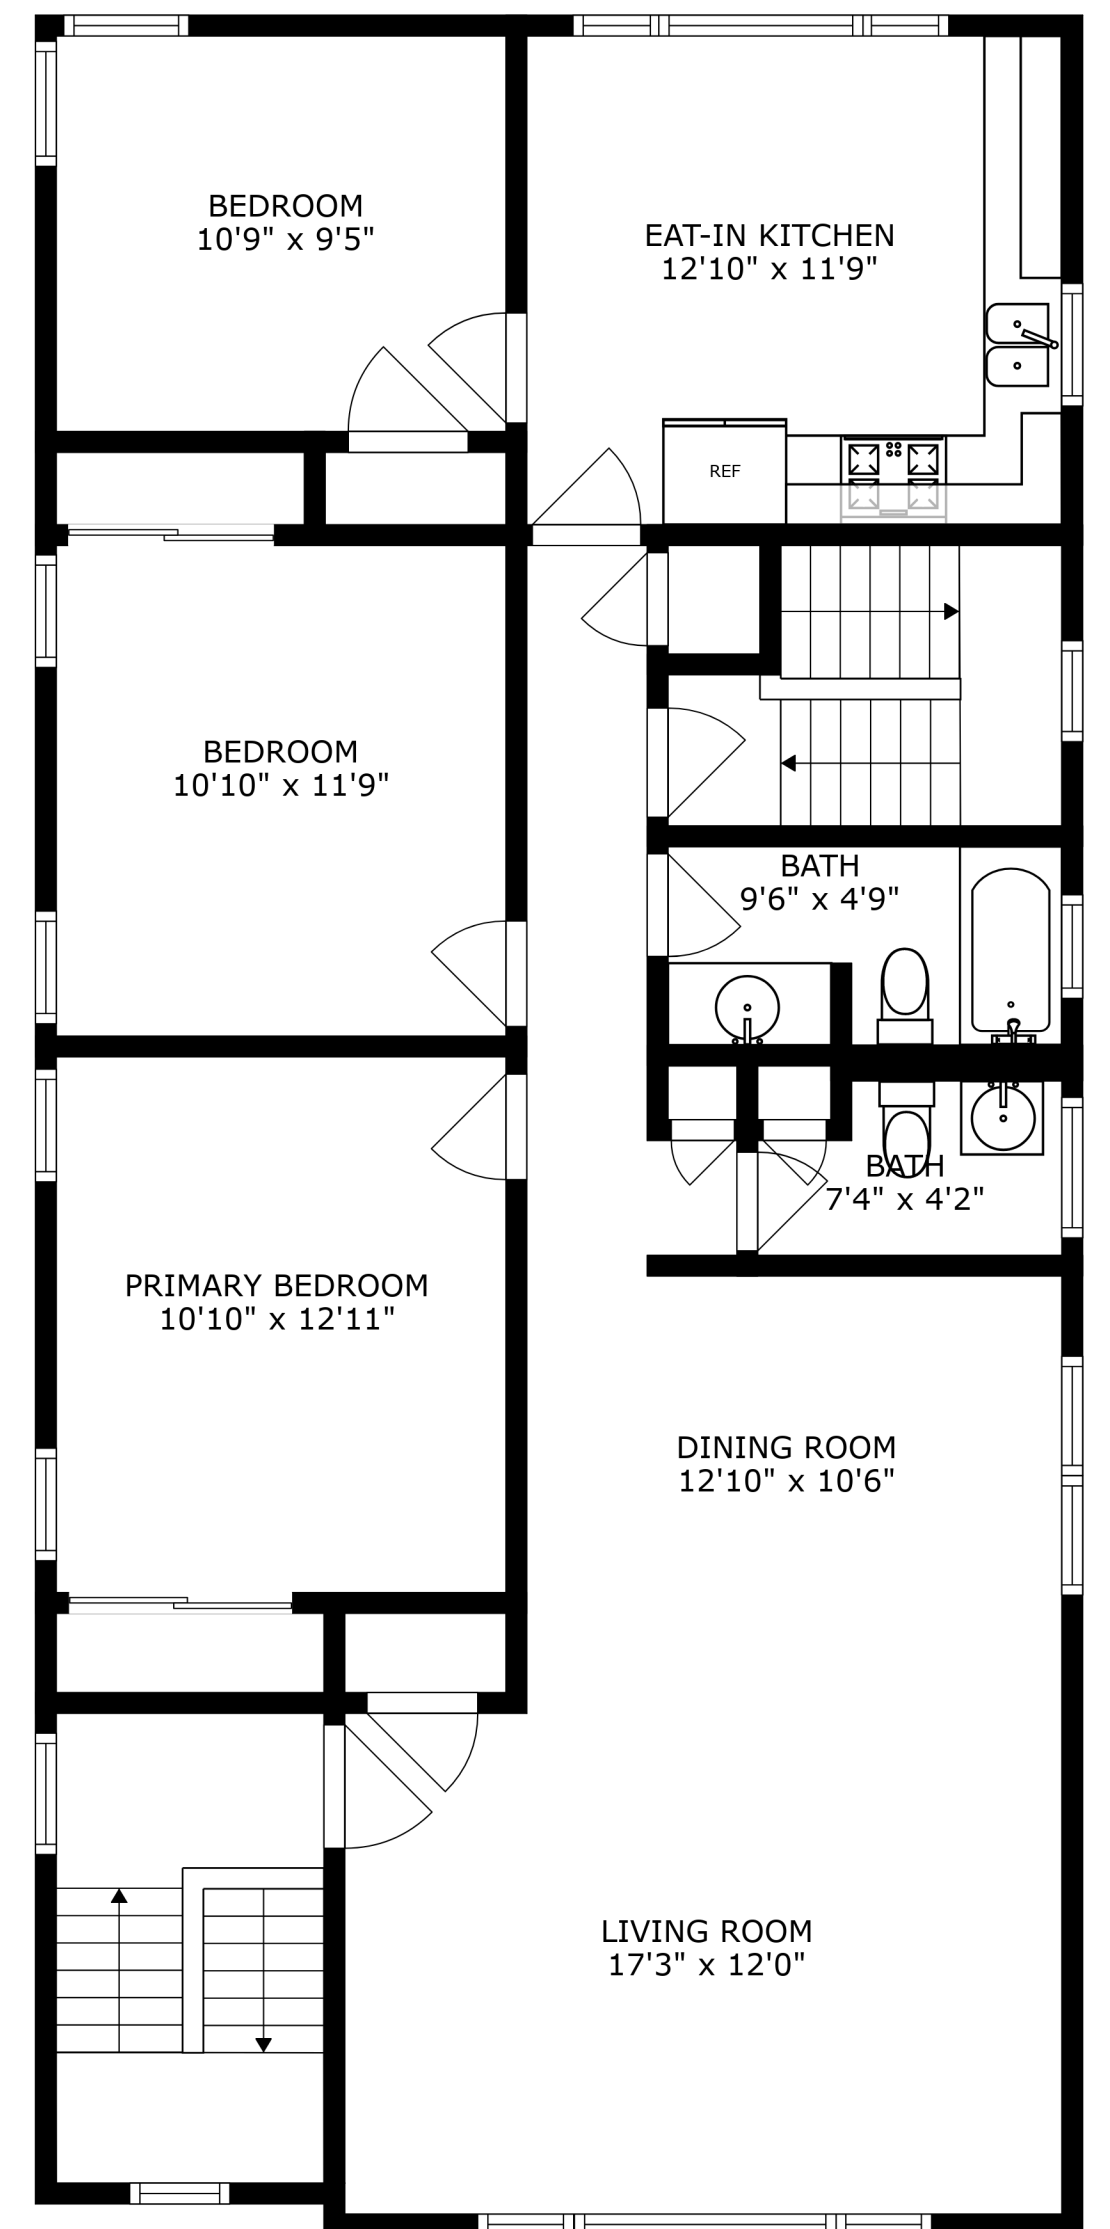 BEDROOM
10'9" x 9'5"
EAT-IN KITCHEN
12'10" x 11'9"
REF
BEDROOM
10'10" x 11'9"
BATH
9'6" x 4'9"
BATH
7'4" x 4'2"
PRIMARY BEDROOM
10'10" x 12'11"
DINING ROOM
12'10" x 10'6"
LIVING ROOM
17'3" x 12'0"